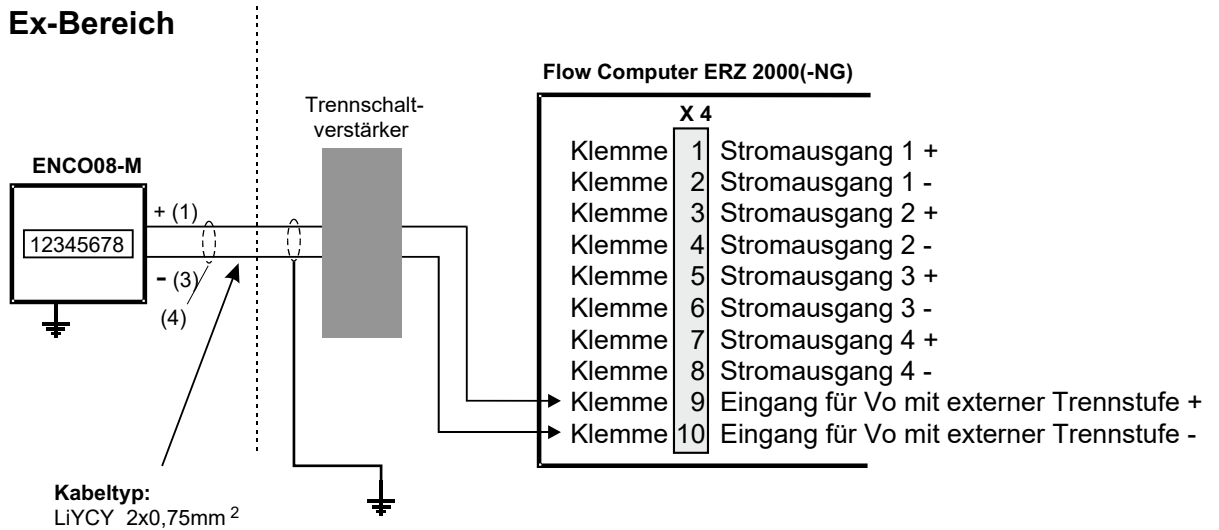 Ex-Bereich
Flow Computer ERZ 2000(-NG)
Trennschalt-
verstärker
X 4
ENCO08-M
12345678
+ (1)
- (3)
(4)
Klemme 1 Stromausgang 1 +
Klemme 2 Stromausgang 1 -
Klemme 3 Stromausgang 2 +
Klemme 4 Stromausgang 2 -
Klemme 5 Stromausgang 3 +
Klemme 6 Stromausgang 3 -
Klemme 7 Stromausgang 4 +
Klemme 8 Stromausgang 4 -
Klemme 9 Eingang für Vo mit externer Trennstufe +
Klemme 10 Eingang für Vo mit externer Trennstufe -
Kabeltyp:
LiYCY 2x0,75mm²